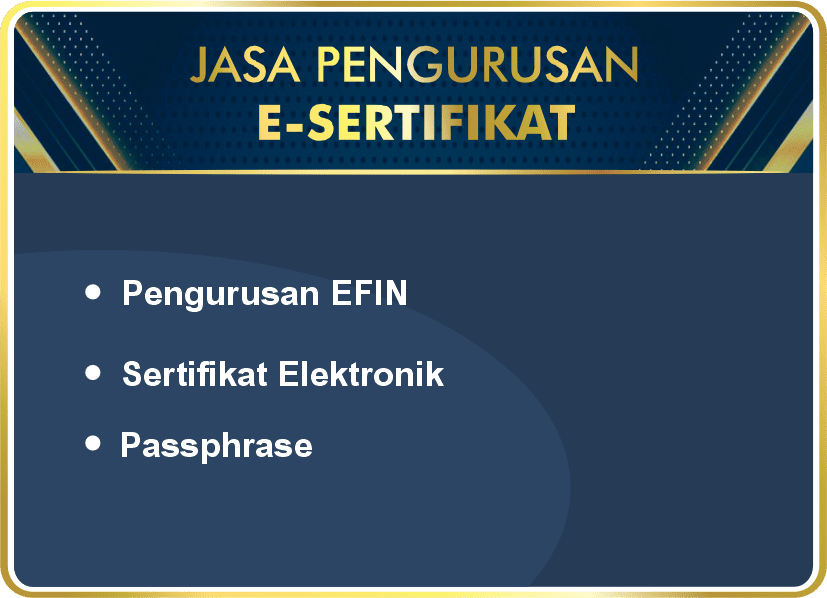 JASA PENGURUSAN
E-SERTIFIKAT
• Pengurusan EFIN
• Sertifikat Elektronik
• Passphrase